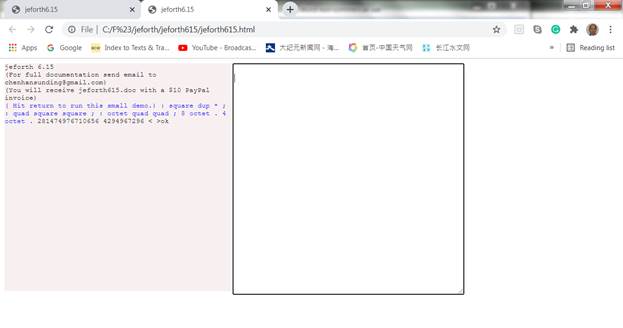 jeforth6.15
jeforth6.15
File | C:/F%23/jeforth/jeforth615/jeforth615.html
Apps Google Index to Texts & Tra... YouTube - Broadcas... 大纪元新闻网 - 海... 首页-中国天气网 长江水文网 » Reading list
jeforth 6.15
(For full documentation send email to
chenhansunding@gmail.com)
(You will receive jeforth615.doc with a $10 PayPal
invoice)
( Hit return to run this small demo.) : square dup * ;
: quad square square ; : octet quad quad ; 8 octet . 4
octet . 281474976710656 4294967296 < >ok